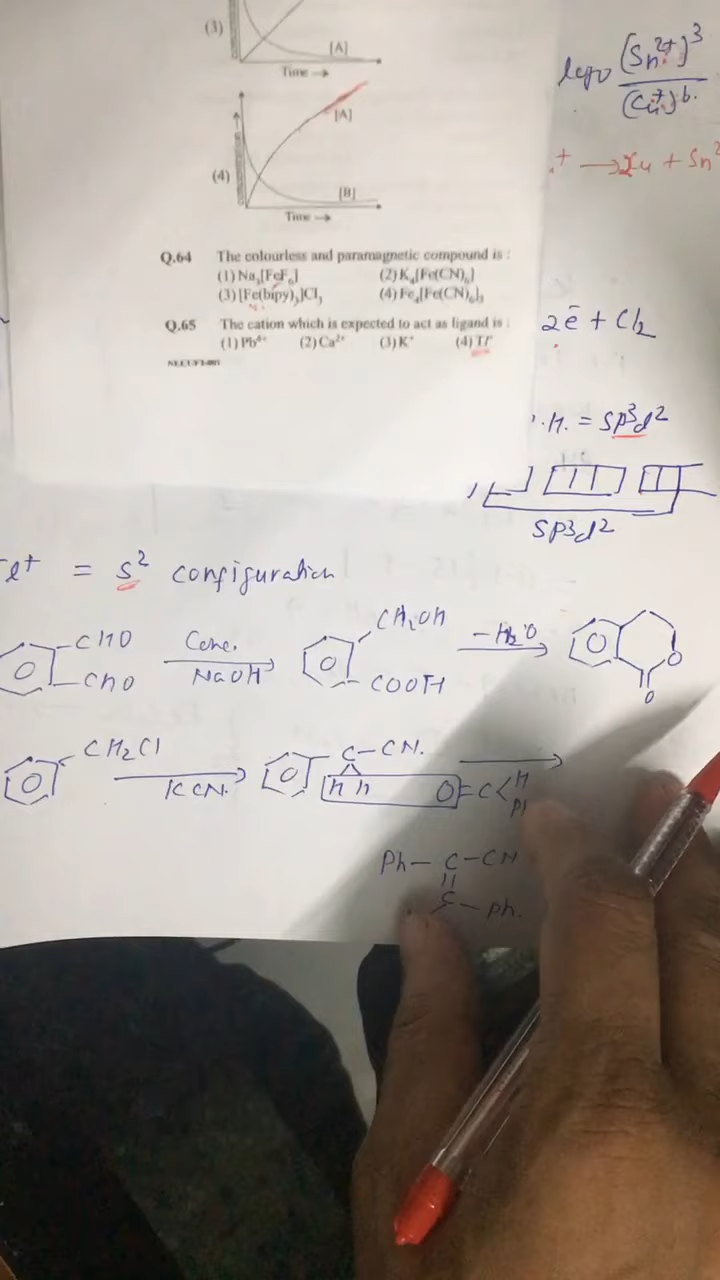 (3)
[A]
Time →
(4)
[A]
[B]
Time →
Q.64 The colourless and paramagnetic compound is :
(1) Na₃[FeF₆] (2) K₄[Fe(CN)₆]
(3) [Fe(bipy)₃]Cl₃ (4) Fe₄[Fe(CN)₆]₃
Q.65 The cation which is expected to act as ligand is :
(1) Pb⁴⁺ (2) Ca²⁺ (3) K⁺ (4) Tl⁺
(Sn²⁺)³
2ē + Cl₂
.H. = sp³d²
sp³d²
= s² configuration
CHO
CHO
Conc.
NaOH
CH₂OH
COOH
-H₂O
O
O
CH₂Cl
KCN.
C-CN.
H H
O=C
H
Ph-C-CN
||
C-Ph.